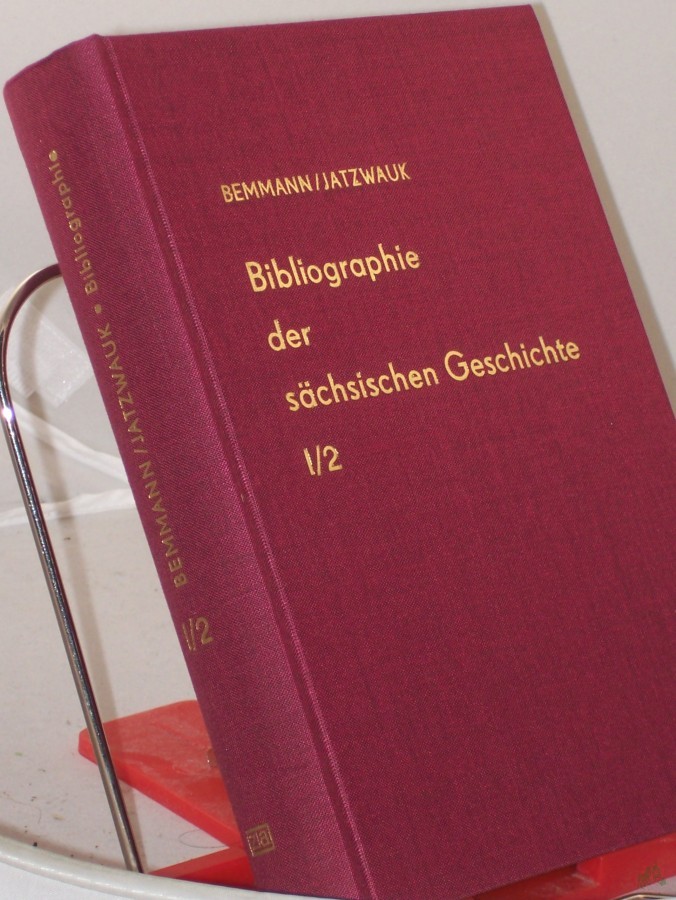 BEMMANN/JATZWAUK
Bibliographie
der
sächsischen Geschichte
I/2
BEMMANN/JATZWAUK • Bibliographie
I/2